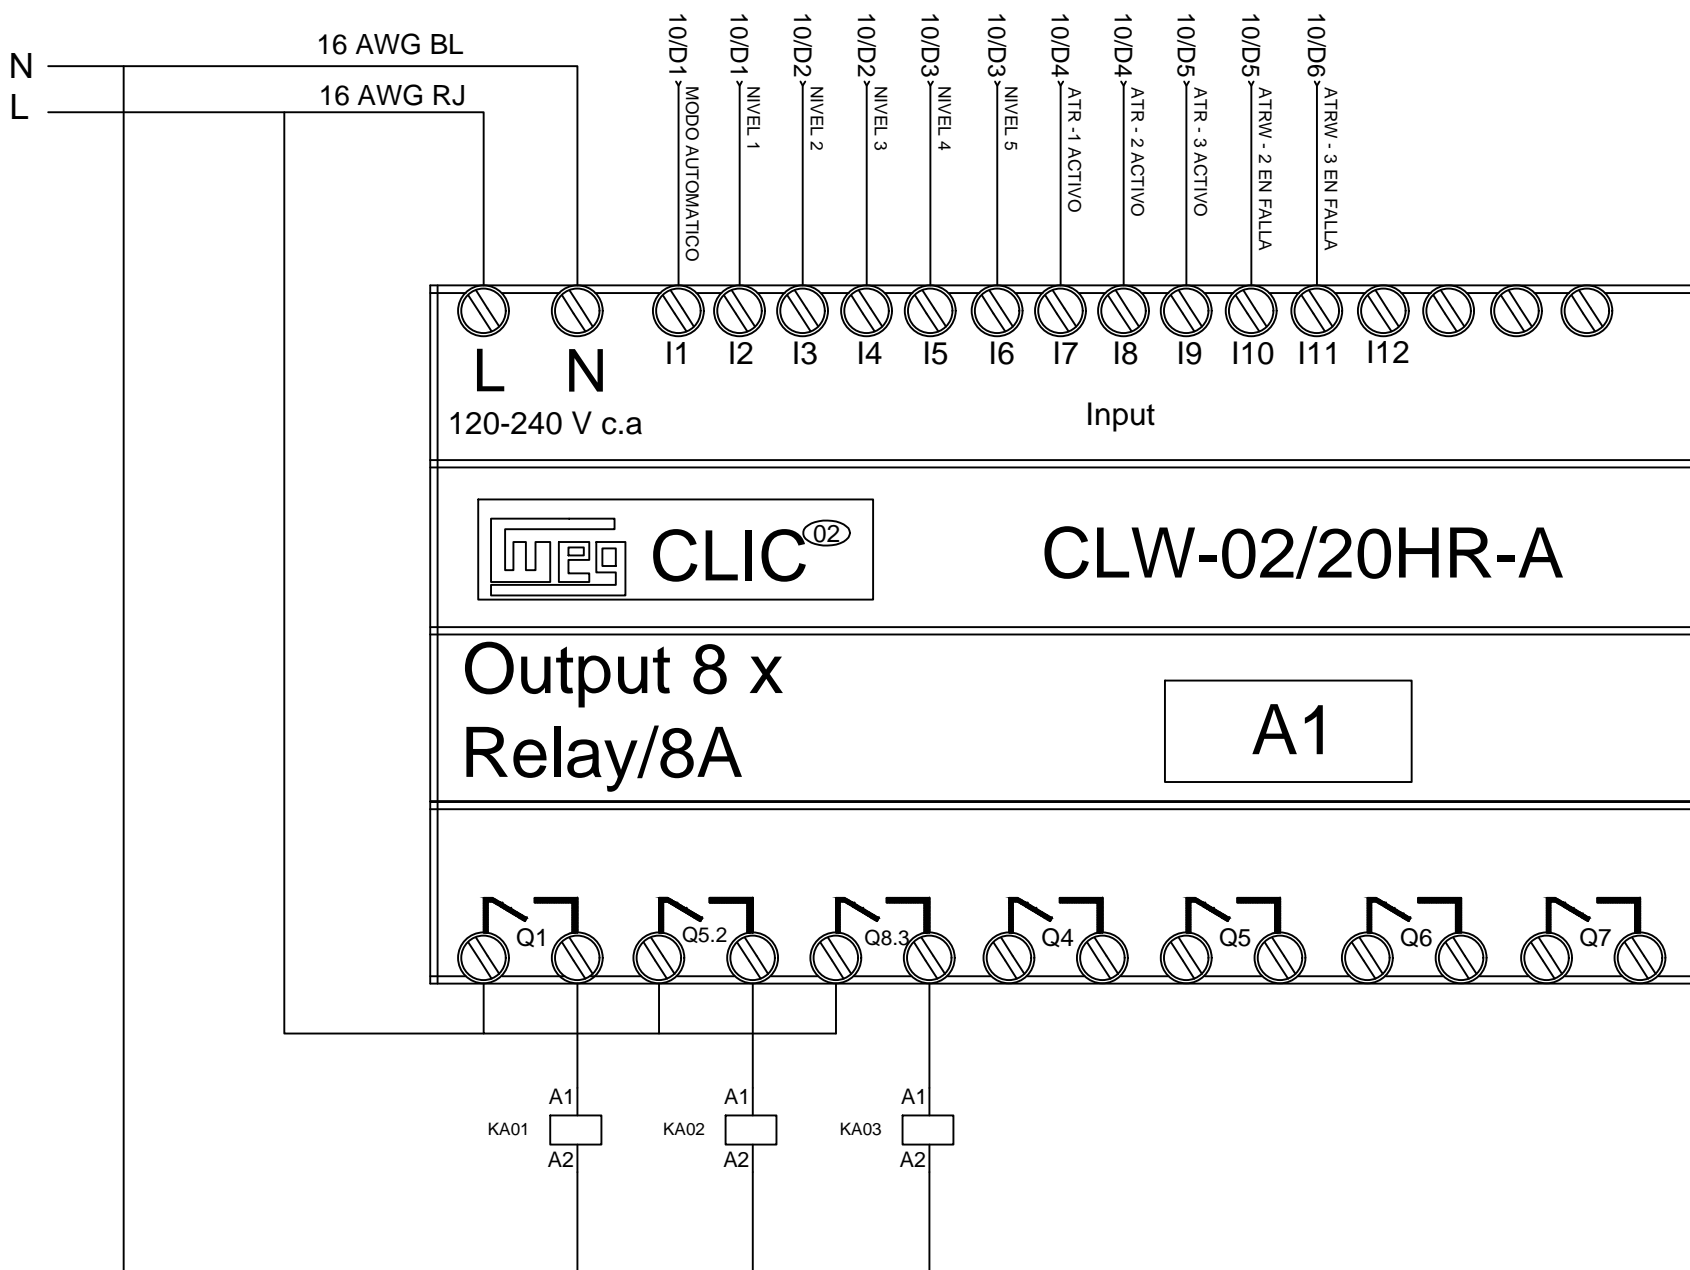 N
L
16 AWG BL
16 AWG RJ
10/D1
10/D1
10/D2
10/D2
10/D3
10/D3
10/D4
10/D4
10/D5
10/D5
10/D6
MODO AUTOMATICO
NIVEL 1
NIVEL 2
NIVEL 3
NIVEL 4
NIVEL 5
ATR -1 ACTIVO
ATR - 2 ACTIVO
ATR - 3 ACTIVO
ATRW - 2 EN FALLA
ATRW - 3 EN FALLA
L N
I1 I2 I3 I4 I5 I6 I7 I8 I9 I10 I11 I12
120-240 V c.a
Input
weg CLIC 02
CLW-02/20HR-A
Output 8 x
Relay/8A
A1
Q1 Q5.2 Q8.3 Q4 Q5 Q6 Q7
A1 A1 A1
KA01 KA02 KA03
A2 A2 A2